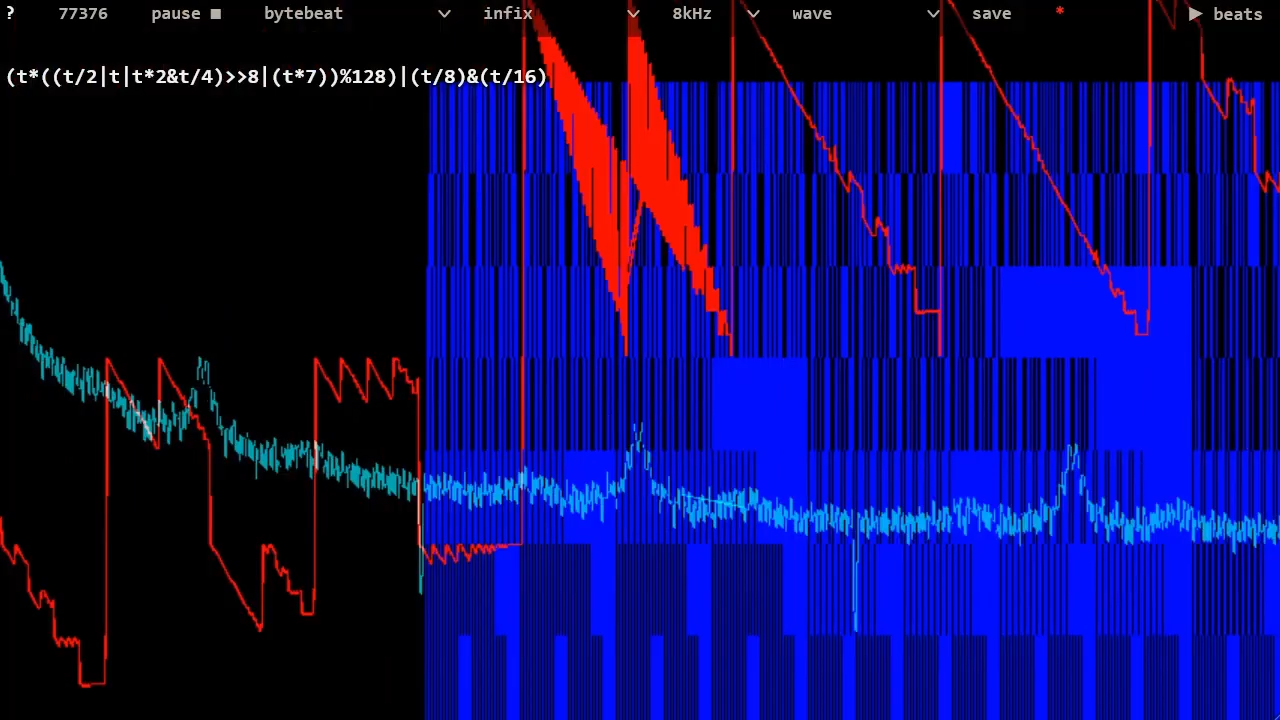 ? 77376 pause ■ bytebeat infix 8kHz wave save * ▶ beats
(t*((t/2|t|t*2&t/4)>>8|(t*7))%128)|(t/8)&(t/16)